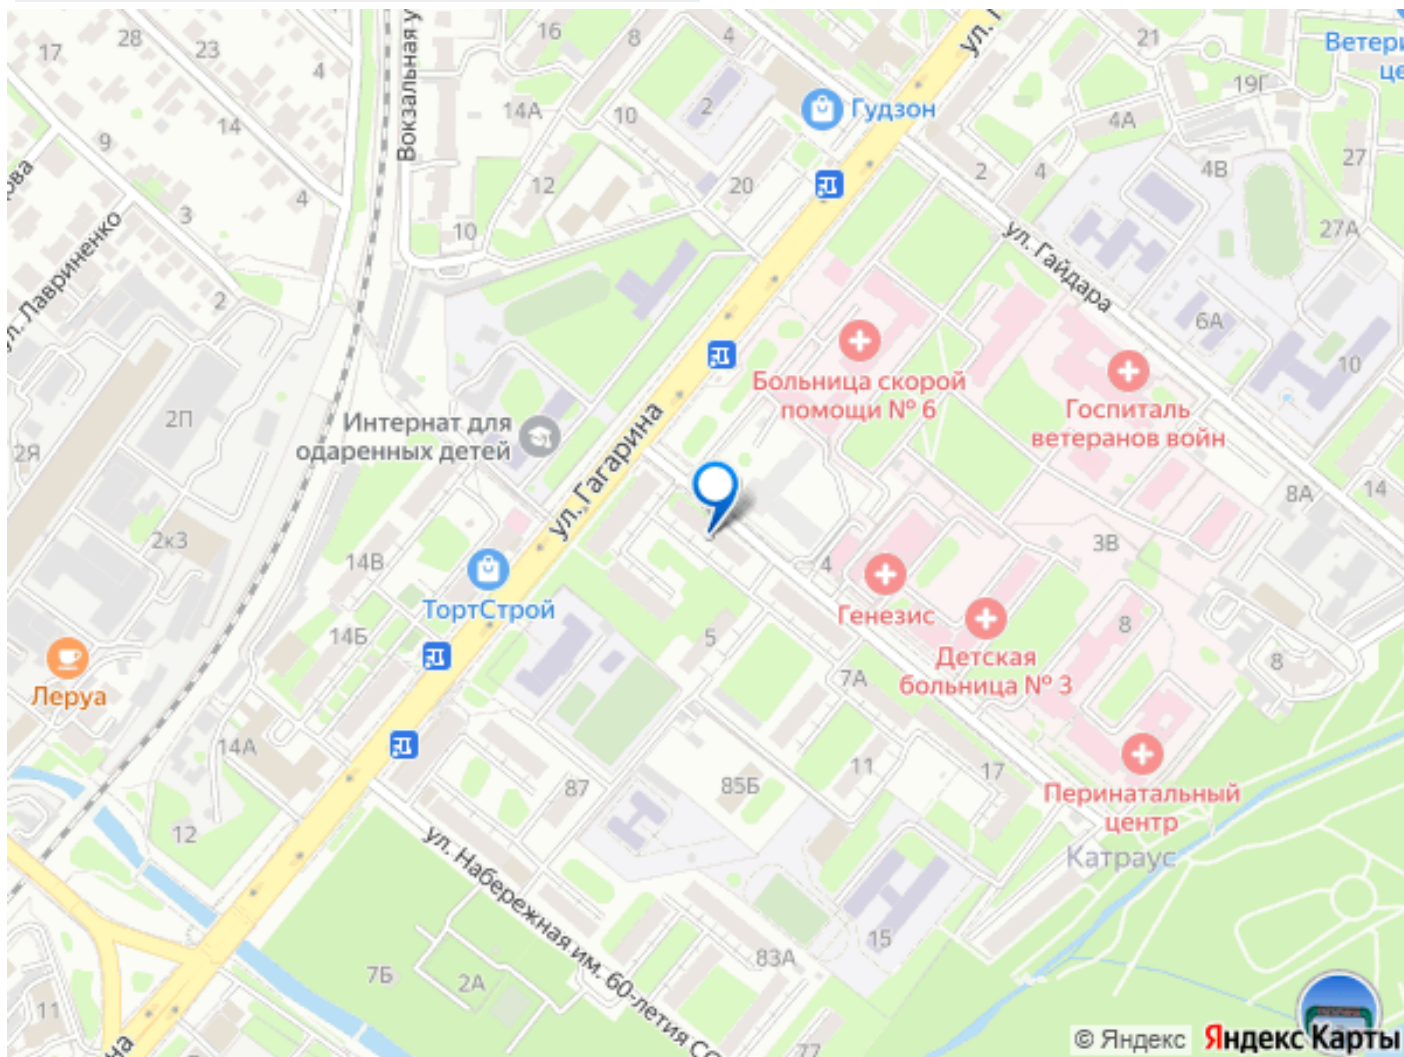 28
17
23
4
14
9
3
4
2
ул. Лавриненко
Вокзальная у
16
8
4
14А
10
2
12
20
10
Гудзон
ул. Г
21
Ветери
це
19Г
4А
2
4
4В
27
27А
ул. Гайдара
6А
10
Больница скорой
помощи № 6
Госпиталь
ветеранов войн
Интернат для
одаренных детей
2П
2Я
2к3
ул. Гагарина
14В
14Б
ТортСтрой
8А
14
3В
4
Генезис
Детская
больница № 3
8
8
5
7А
Леруа
14А
12
87
85Б
11
17
Перинатальный
центр
Катраус
ул. Набережная им. 60-летия СС
15
83А
7Б
2А
11
77
© Яндекс Яндекс Карты